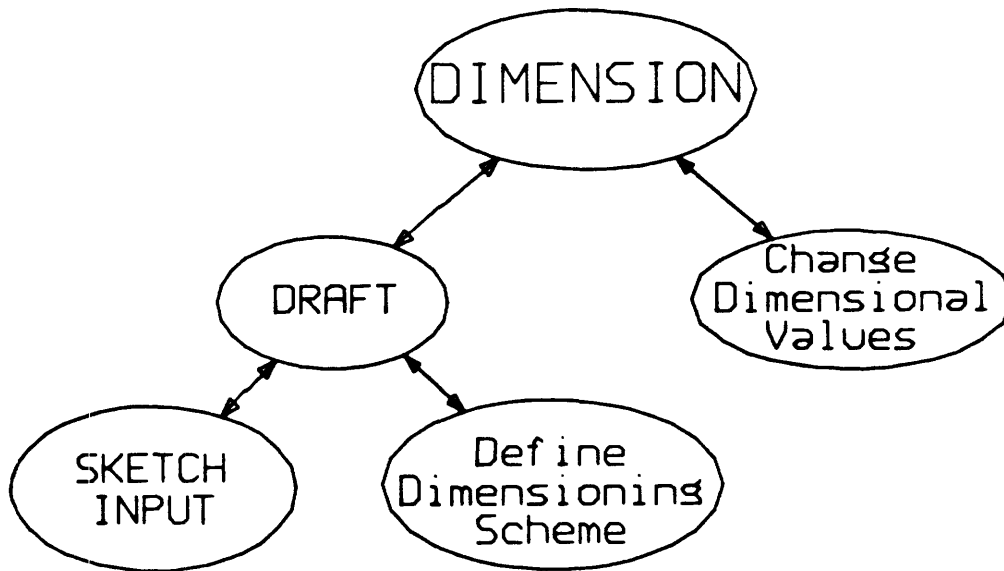 DIMENSION
DRAFT
Change
Dimensional
Values
SKETCH
INPUT
Define
Dimensioning
Scheme